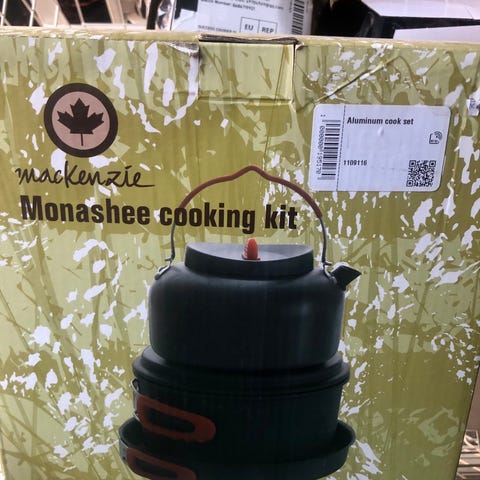 EU REP
Aluminum cook set
1109116
macKenzie
Monashee cooking kit